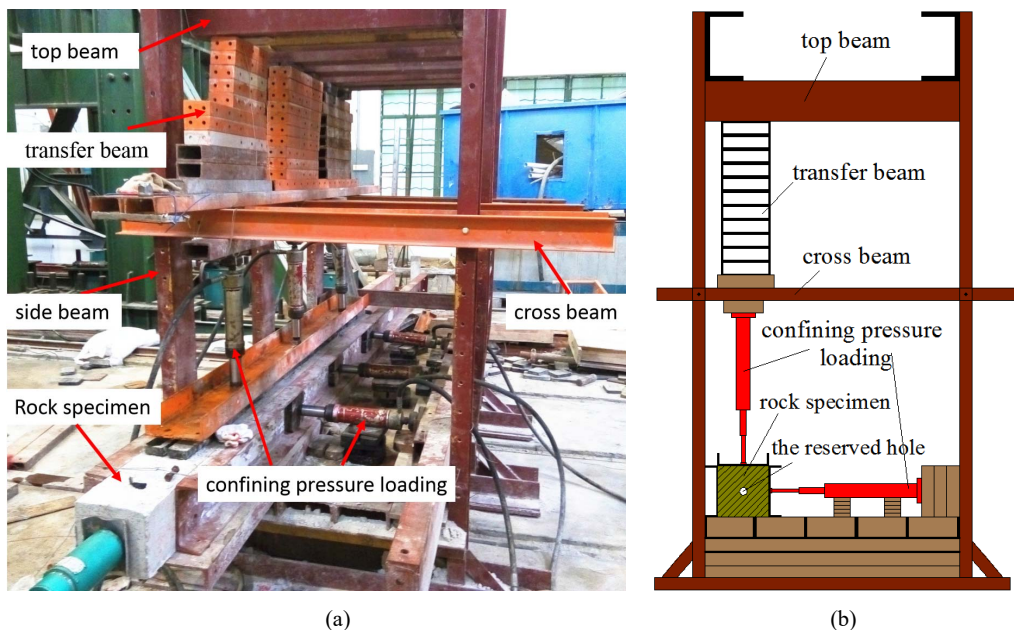 top beam
transfer beam
side beam
cross beam
Rock specimen
confining pressure loading
(a)
top beam
transfer beam
cross beam
confining pressure
loading
rock specimen
the reserved hole
(b)